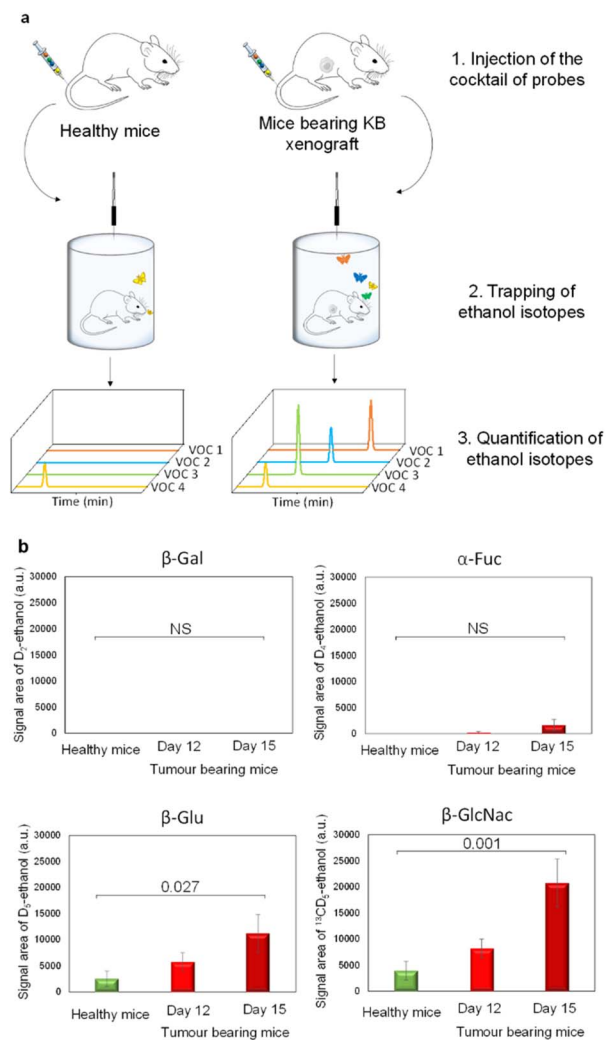 a
Healthy mice
Mice bearing KB
xenograft
1. Injection of the
cocktail of probes
2. Trapping of
ethanol isotopes
VOC 1
VOC 2
VOC 3
VOC 4
Time (min)
VOC 1
VOC 2
VOC 3
VOC 4
Time (min)
3. Quantification of
ethanol isotopes
b
β-Gal
Signal area of D₂-ethanol (a.u.)
30000
25000
20000
15000
10000
5000
0
NS
Healthy mice
Day 12
Day 15
Tumour bearing mice
α-Fuc
Signal area of D₄-ethanol (a.u.)
30000
25000
20000
15000
10000
5000
0
NS
Healthy mice
Day 12
Day 15
Tumour bearing mice
β-Glu
Signal area of D₅-ethanol (a.u.)
30000
25000
20000
15000
10000
5000
0
0.027
Healthy mice
Day 12
Day 15
Tumour bearing mice
β-GlcNac
Signal area of ¹³CD₅-ethanol (a.u.)
30000
25000
20000
15000
10000
5000
0
0.001
Healthy mice
Day 12
Day 15
Tumour bearing mice